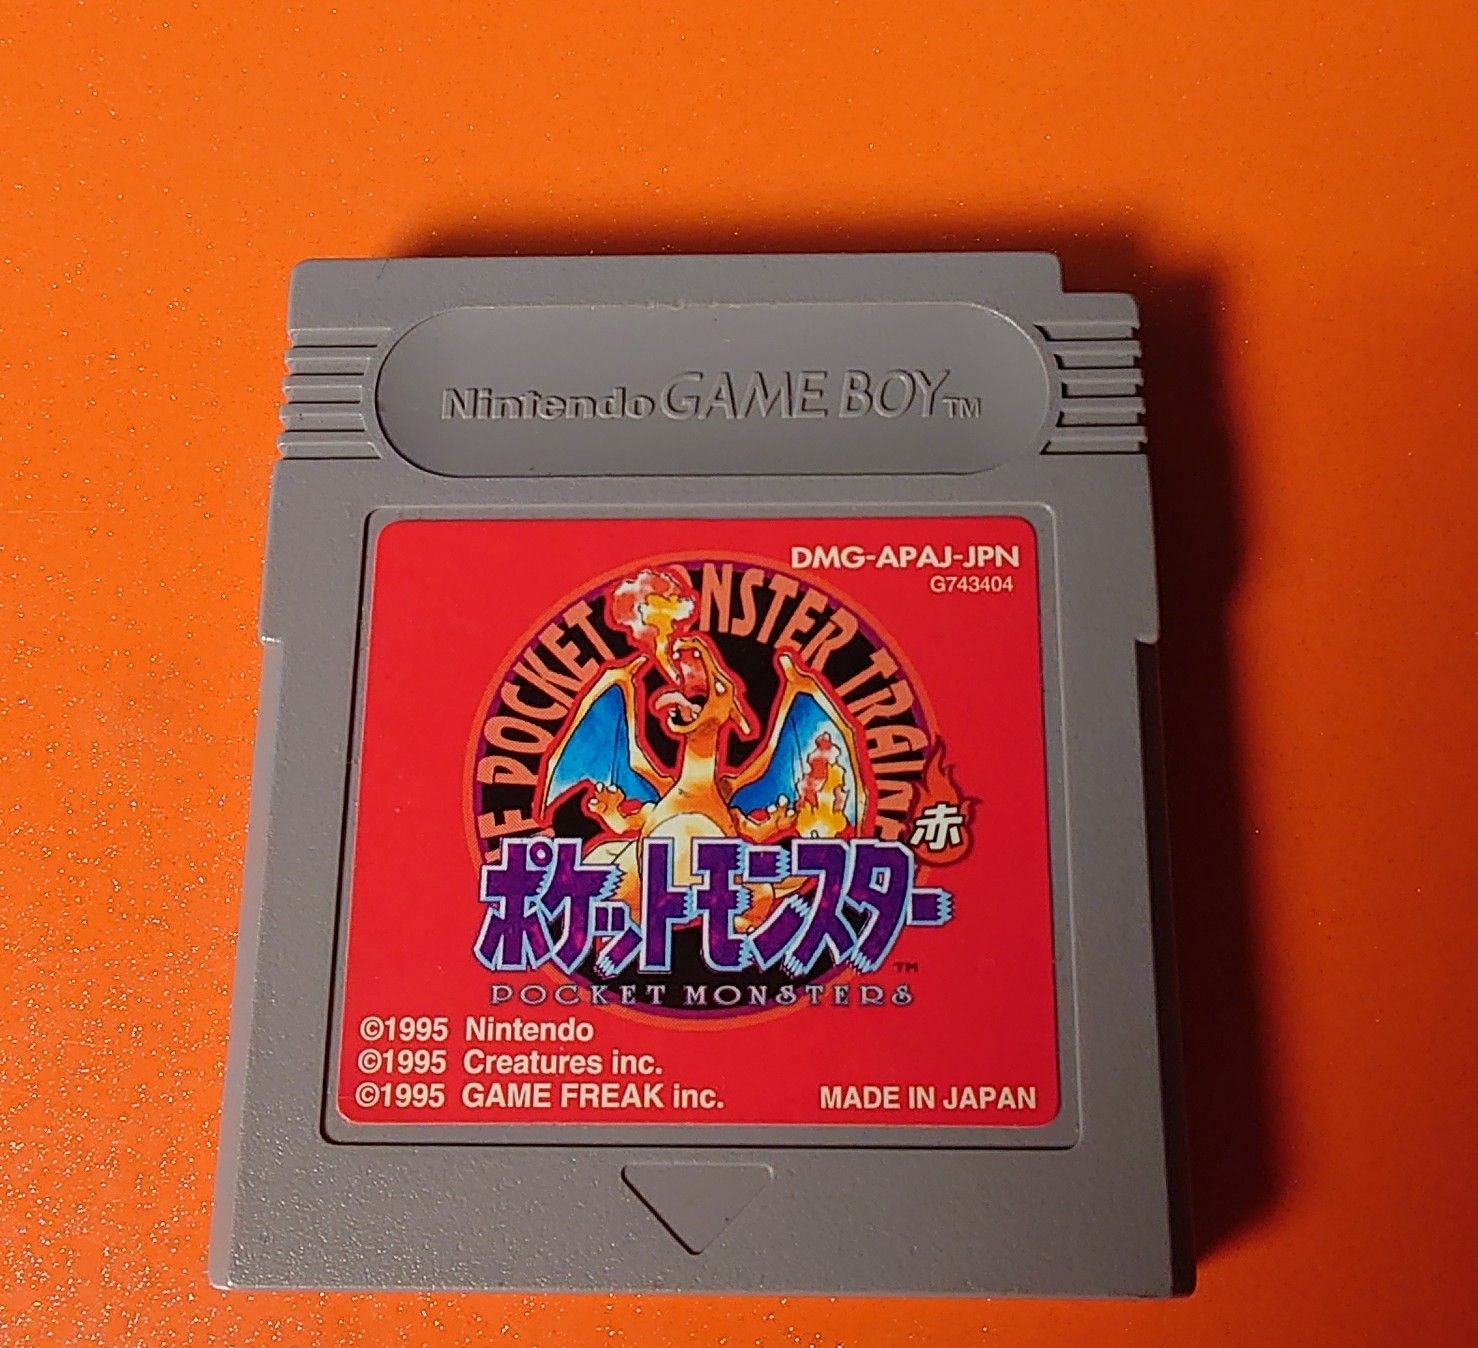 Nintendo GAME BOY™
DMG-APAJ-JPN
G743404
POCKET NSTER TRAIN
赤
ポケットモンスター™
POCKET MONSTERS
©1995 Nintendo
©1995 Creatures inc.
©1995 GAME FREAK inc.
MADE IN JAPAN